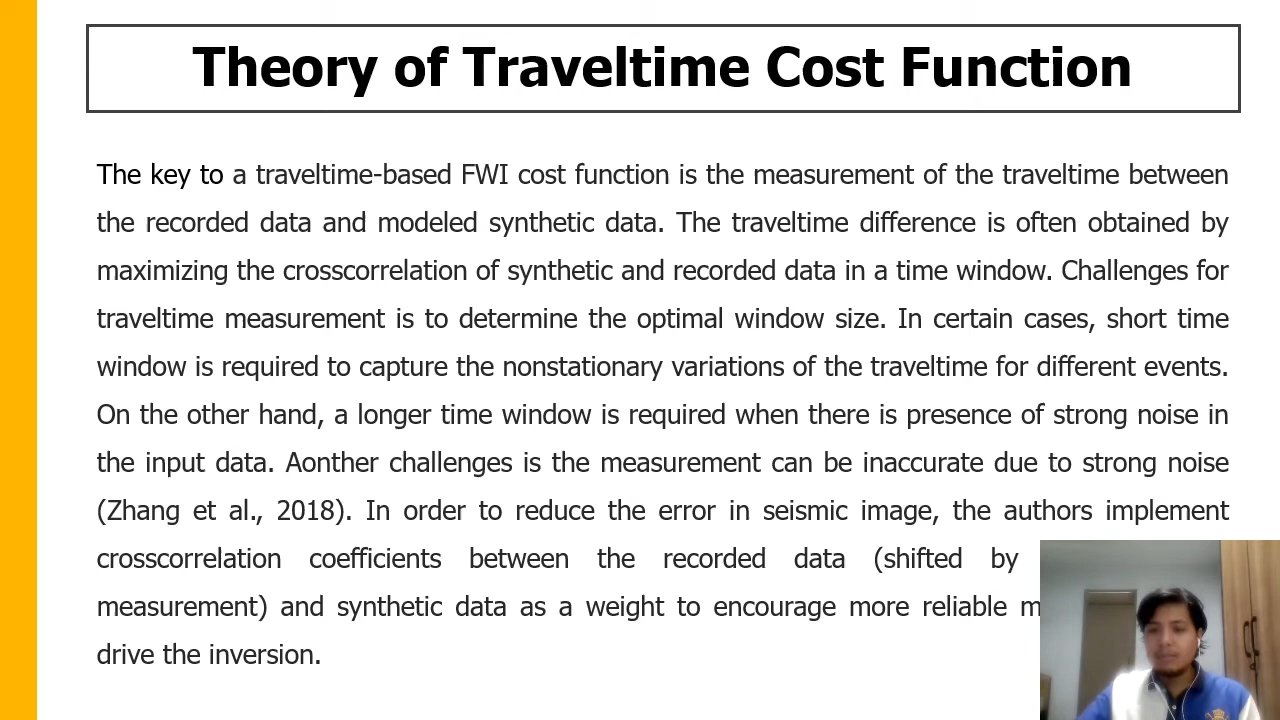 Theory of Traveltime Cost Function
The key to a traveltime-based FWI cost function is the measurement of the traveltime between
the recorded data and modeled synthetic data. The traveltime difference is often obtained by
maximizing the crosscorrelation of synthetic and recorded data in a time window. Challenges for
traveltime measurement is to determine the optimal window size. In certain cases, short time
window is required to capture the nonstationary variations of the traveltime for different events.
On the other hand, a longer time window is required when there is presence of strong noise in
the input data. Aonther challenges is the measurement can be inaccurate due to strong noise
(Zhang et al., 2018). In order to reduce the error in seismic image, the authors implement
crosscorrelation coefficients between the recorded data (shifted by
measurement) and synthetic data as a weight to encourage more reliable
drive the inversion.